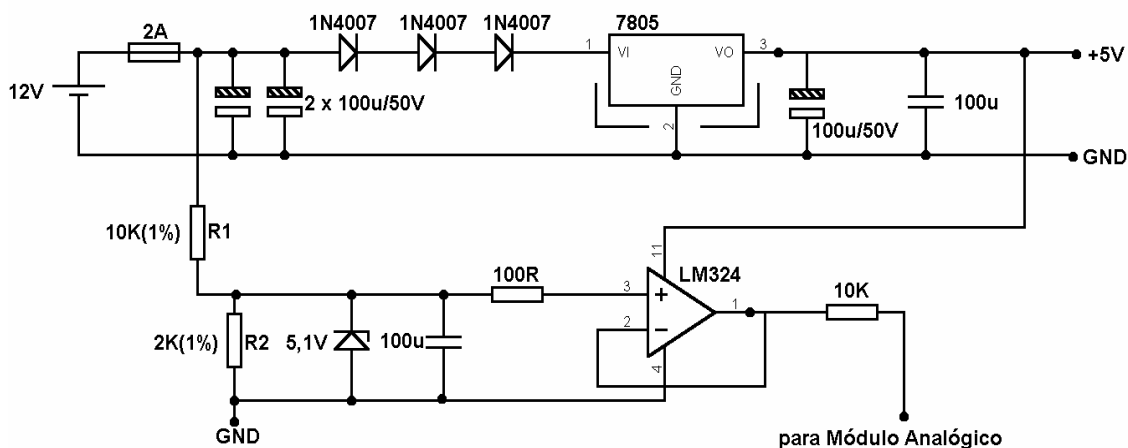 2A
1N4007
1N4007
1N4007
7805
1
VI
VO
3
GND
2
+5V
12V
2 x 100u/50V
100u/50V
100u
GND
10K(1%)
R1
11
LM324
100R
3
+
1
10K
2
−
2K(1%)
R2
5,1V
100u
4
GND
para Módulo Analógico